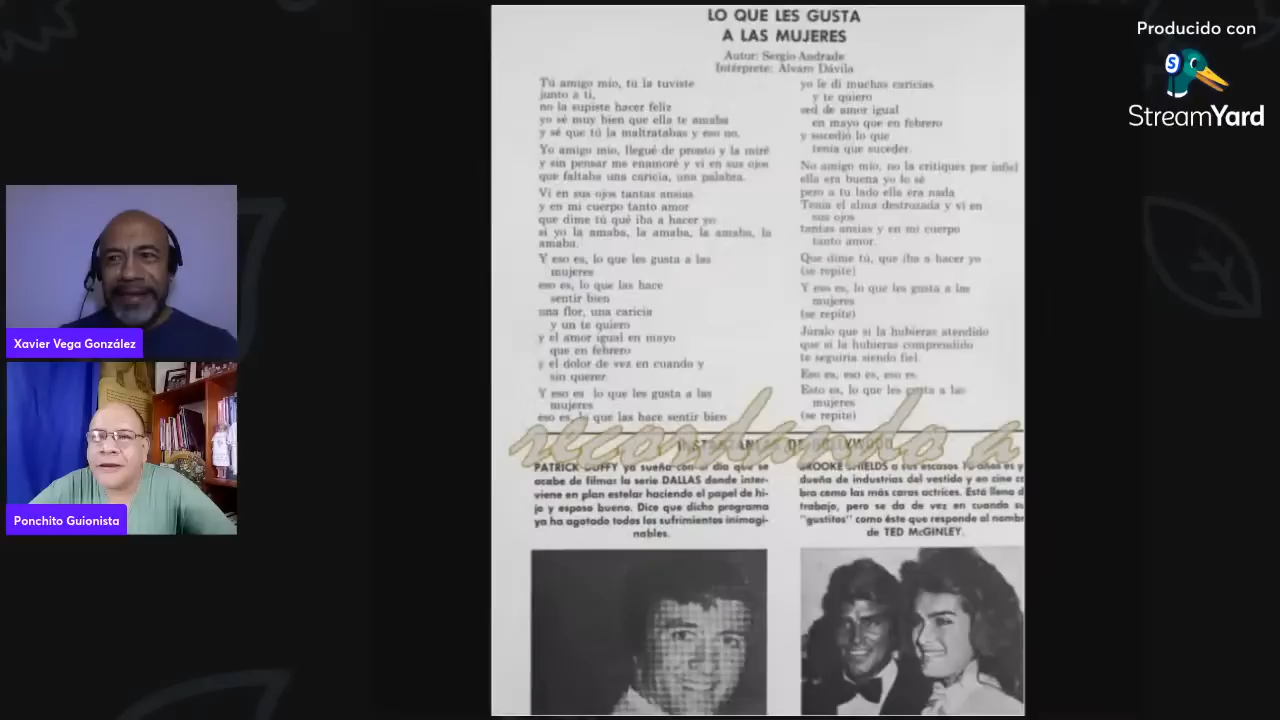 LO QUE LES GUSTA
A LAS MUJERES
Autor: Sergio Andrade
Intérprete: Alvaro Dávila
Tú amigo mío, tú la tuviste
junto a ti,
no la supiste hacer feliz
yo sé muy bien que ella te amaba
y sé que tú la maltratabas y eso no.
Yo amigo mío, llegué de pronto y la miré
y sin pensar me enamoré y vi en sus ojos
que faltaba una caricia, una palabra.
Vi en sus ojos tantas ansias
y en mi cuerpo tanto amor
que dime tú qué iba a hacer yo
si yo la amaba, la amaba, la amaba, la
amaba.
Y eso es, lo que les gusta a las
mujeres
eso es, lo que las hace
sentir bien
una flor, una caricia
y un te quiero
y el amor igual en mayo
que en febrero
y el dolor de vez en cuando y
sin querer
Y eso es lo que les gusta a las
mujeres
eso es, lo que las hace sentir bien
yo le di muchas caricias
y te quiero
sed de amor igual
en mayo que en febrero
y sucedió lo que
tenía que suceder.
No amigo mío, no la critiques por infiel
ella era buena yo lo sé
pero a tu lado ella era nada
Tenía el alma destrozada y vi en
sus ojos
tantas ansias y en mi cuerpo
tanto amor.
Que dime tú, que iba a hacer yo
(se repite)
Y eso es, lo que les gusta a las
mujeres
(se repite)
Júralo que si la hubieras atendido
que si la hubieras comprendido
te seguiría siendo fiel.
Eso es, eso es, eso es.
Esto es, lo que les gusta a las
mujeres
(se repite)
recordando a
INSTANTANEAS DE HOLLYWOOD
PATRICK DUFFY ya sueña con el día que se
acabe de filmar la serie DALLAS donde inter-
viene en plan estelar haciendo el papel de hi-
jo y esposo bueno. Dice que dicho programa
ya ha agotado todos los sufrimientos inimagi-
nables.
BROOKE SHIELDS a sus escasos años es y
dueña de industrias del vestido y en cine co
bra como las más caras actrices. Está llena d
trabajo, pero se da de vez en cuando su
"gustitos" como éste que responde al nombr
de TED McGINLEY.
Xavier Vega González
Ponchito Guionista
Producido con
StreamYard